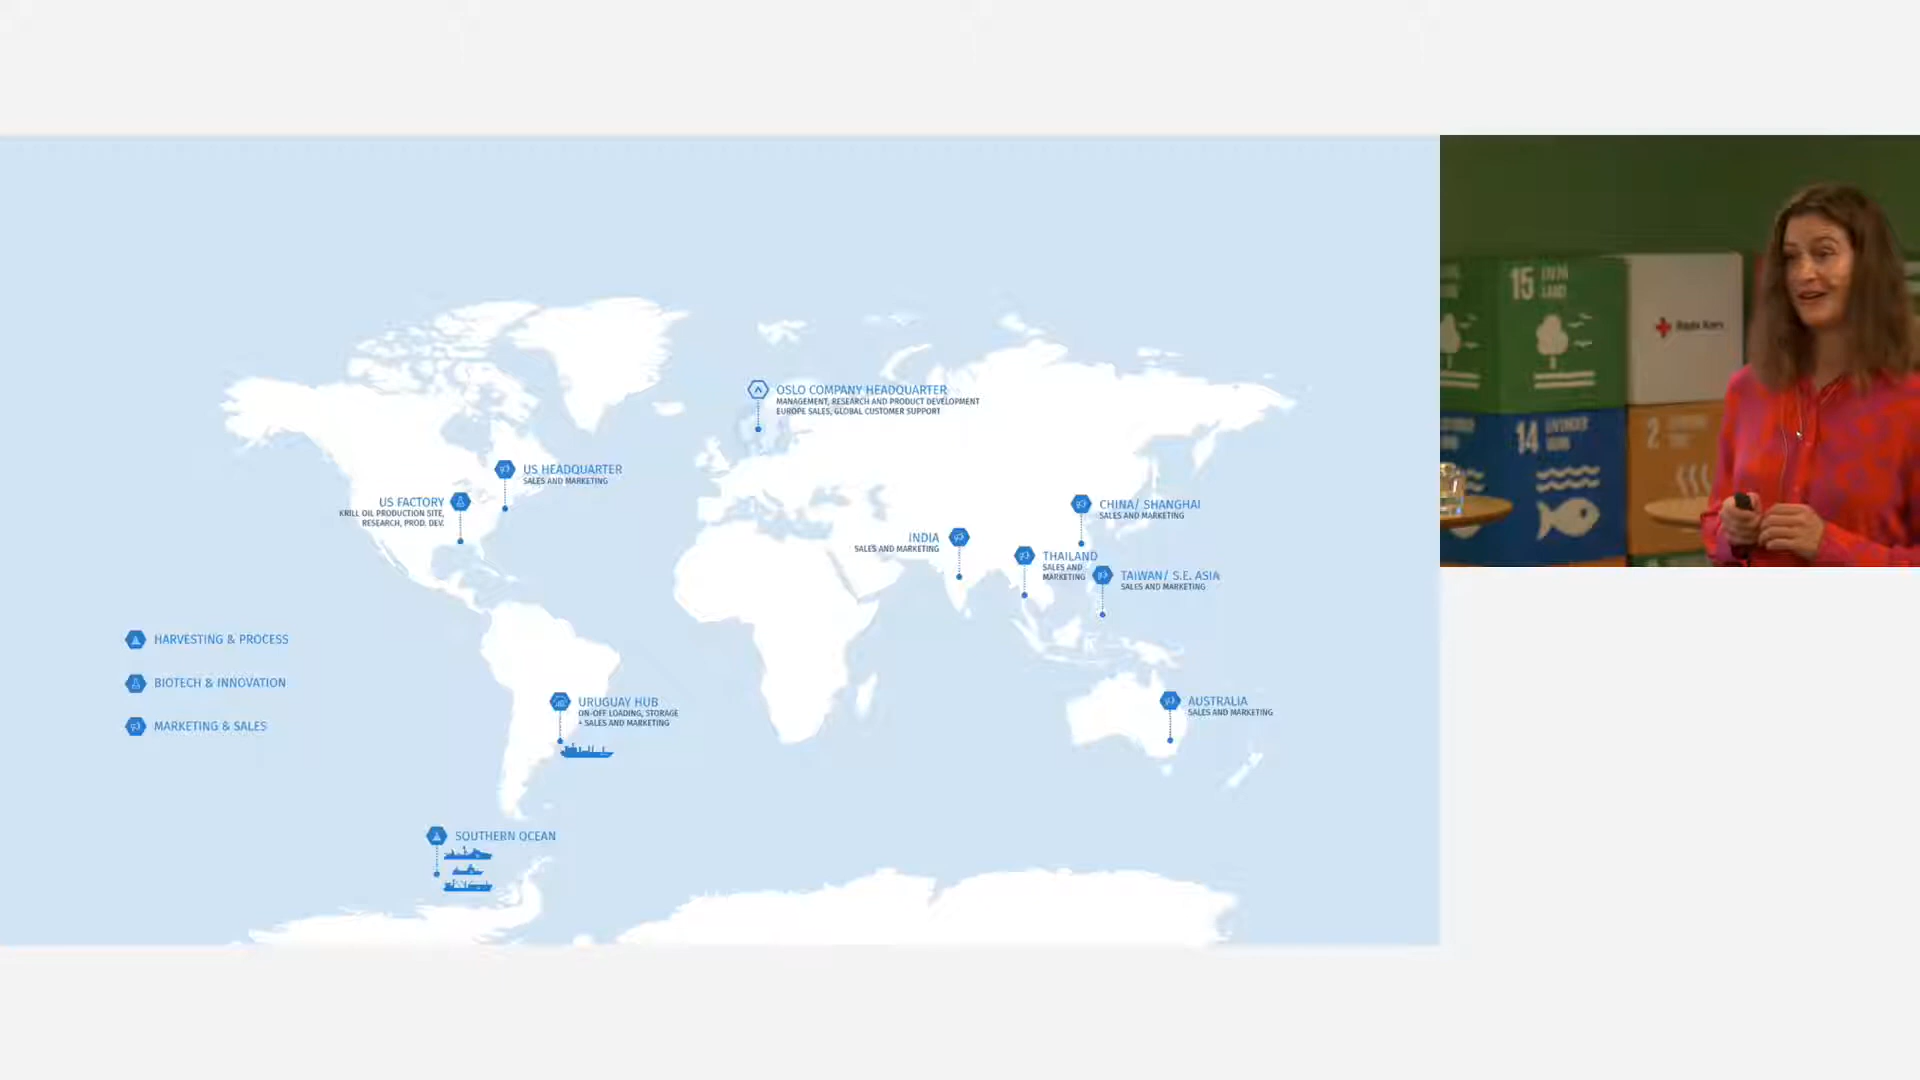 OSLO COMPANY HEADQUARTER
MANAGEMENT, RESEARCH AND PRODUCT DEVELOPMENT
EUROPE SALES, GLOBAL CUSTOMER SUPPORT
US HEADQUARTER
SALES AND MARKETING
US FACTORY
KRILL OIL PRODUCTION SITE,
RESEARCH, PROD. DEV.
CHINA/ SHANGHAI
SALES AND MARKETING
INDIA
SALES AND MARKETING
THAILAND
SALES AND
MARKETING
TAIWAN/ S.E. ASIA
SALES AND MARKETING
HARVESTING & PROCESS
BIOTECH & INNOVATION
MARKETING & SALES
URUGUAY HUB
ON-OFF LOADING, STORAGE
+ SALES AND MARKETING
AUSTRALIA
SALES AND MARKETING
SOUTHERN OCEAN
15
LAND
Røde Kors
14
2